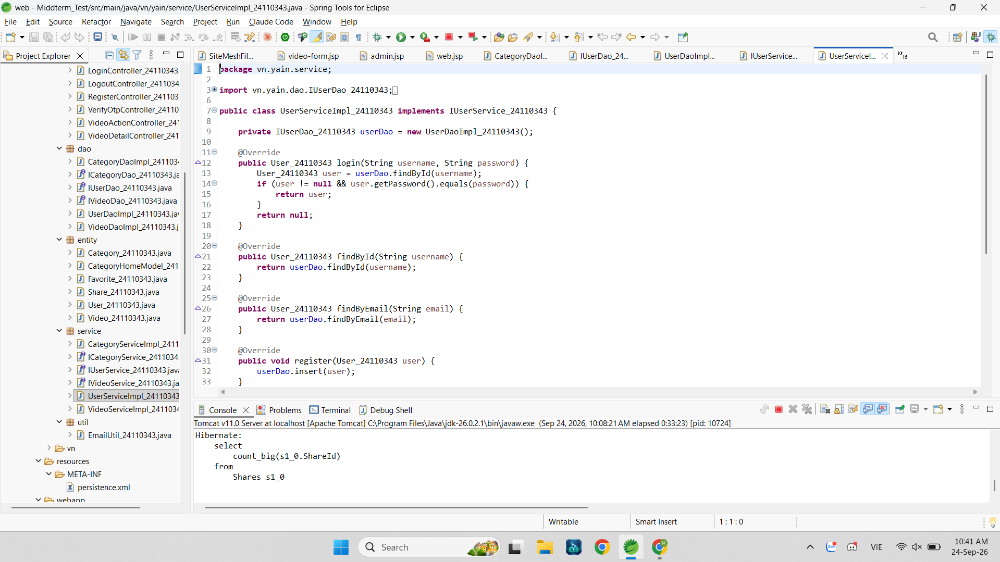 web - Middterm_Test/src/main/java/vn/yain/service/UserServiceImpl_24110343.java - Spring Tools for Eclipse
File Edit Source Refactor Navigate Search Project Run Claude Code Window Help
Project Explorer
SiteMeshFil... video-form.jsp admin.jsp web.jsp CategoryDaoI... IUserDao_24... UserDaoImpl... IUserService... UserServiceI... »16
LoginController_24110343.
LogoutController_2411034
RegisterController_241103
VerifyOtpController_24110
VideoActionController_241
VideoDetailController_241
dao
CategoryDaoImpl_2411034
ICategoryDao_24110343.ja
IUserDao_24110343.java
IVideoDao_24110343.java
UserDaoImpl_24110343.jav
VideoDaoImpl_24110343.j
entity
Category_24110343.java
CategoryHomeModel_241
Favorite_24110343.java
Share_24110343.java
User_24110343.java
Video_24110343.java
service
CategoryServiceImpl_2411
ICategoryService_2411034
IUserService_24110343.java
IVideoService_24110343.ja
UserServiceImpl_24110343
VideoServiceImpl_2411034
util
EmailUtil_24110343.java
vn
resources
META-INF
persistence.xml
webapp
1 package vn.yain.service;
2
3 import vn.yain.dao.IUserDao_24110343;
6
7 public class UserServiceImpl_24110343 implements IUserService_24110343 {
8
9 private IUserDao_24110343 userDao = new UserDaoImpl_24110343();
10
11 @Override
12 public User_24110343 login(String username, String password) {
13 User_24110343 user = userDao.findById(username);
14 if (user != null && user.getPassword().equals(password)) {
15 return user;
16 }
17 return null;
18 }
19
20 @Override
21 public User_24110343 findById(String username) {
22 return userDao.findById(username);
23 }
24
25 @Override
26 public User_24110343 findByEmail(String email) {
27 return userDao.findByEmail(email);
28 }
29
30 @Override
31 public void register(User_24110343 user) {
32 userDao.insert(user);
33 }
Console Problems Terminal Debug Shell
Tomcat v11.0 Server at localhost [Apache Tomcat] C:\Program Files\Java\jdk-26.0.2.1\bin\javaw.exe (Sep 24, 2026, 10:08:21 AM elapsed 0:33:23) [pid: 10724]
Hibernate:
select
count_big(s1_0.ShareId)
from
Shares s1_0
Writable Smart Insert 1 : 1 : 0
Search
Zalo
N
VIE
10:41 AM
24-Sep-26